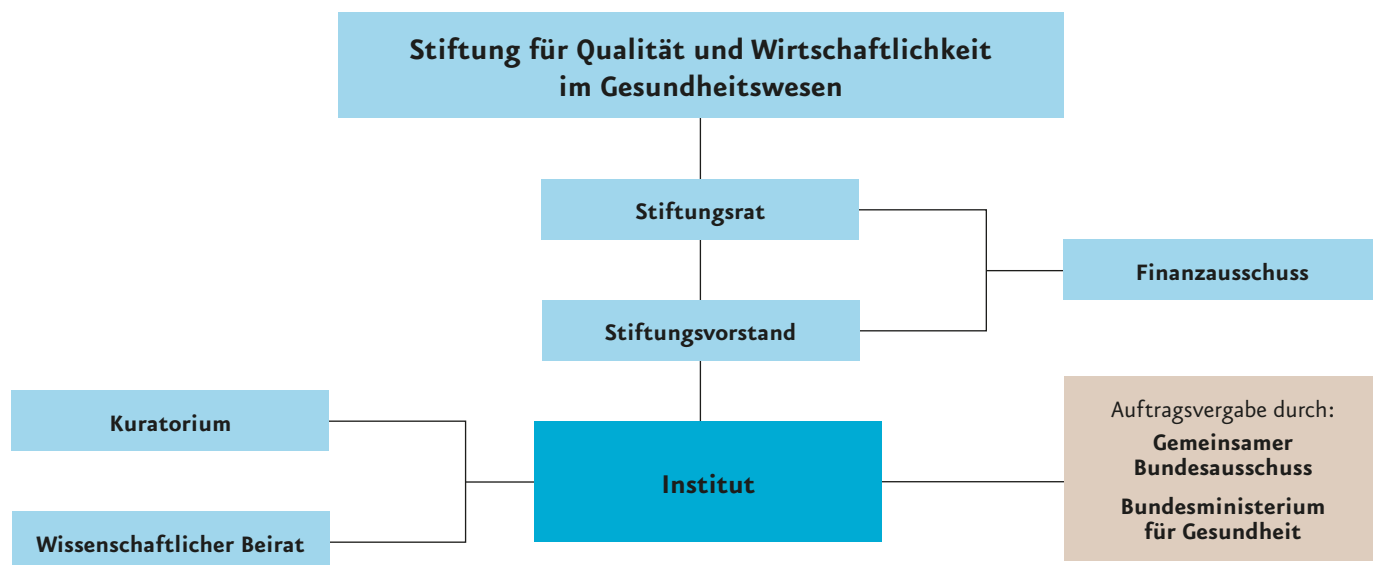 Stiftung für Qualität und Wirtschaftlichkeit
im Gesundheitswesen
Stiftungsrat
Finanzausschuss
Stiftungsvorstand
Kuratorium
Wissenschaftlicher Beirat
Institut
Auftragsvergabe durch:
Gemeinsamer
Bundesausschuss
Bundesministerium
für Gesundheit